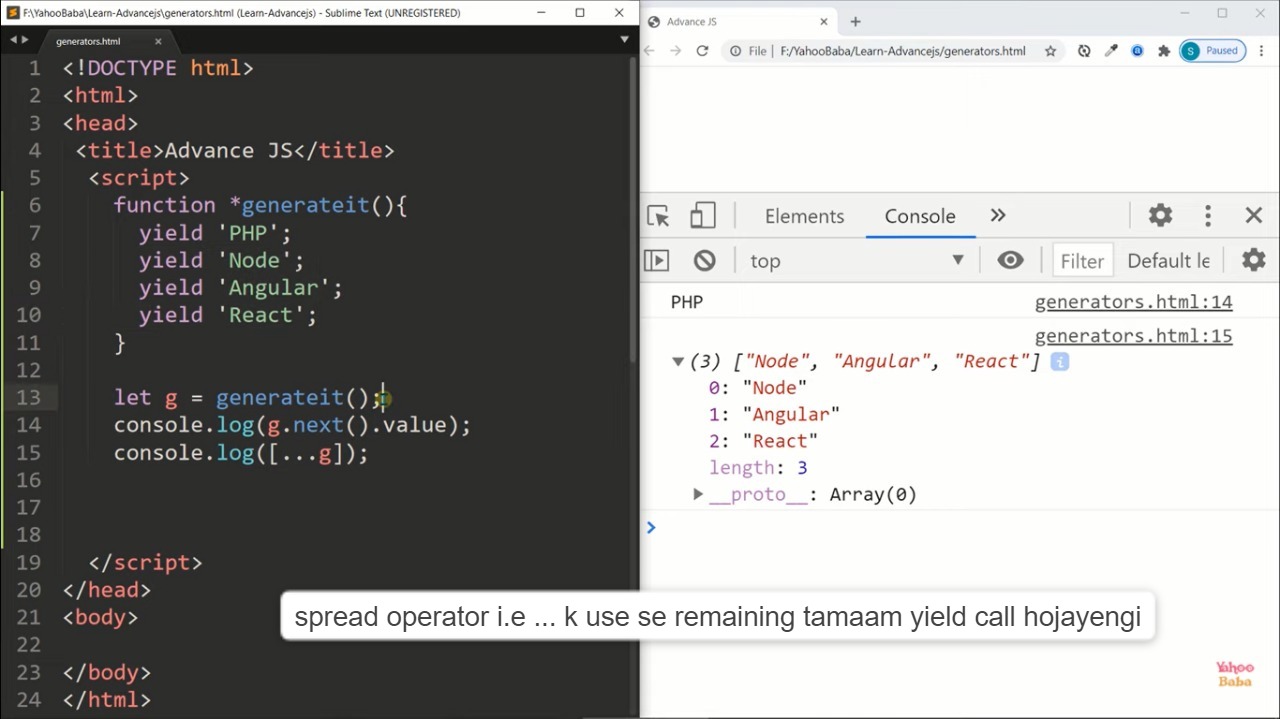 F:\YahooBaba\Learn-Advancejs\generators.html (Learn-Advancejs) - Sublime Text (UNREGISTERED)
generators.html
1 <!DOCTYPE html>
2 <html>
3 <head>
4 <title>Advance JS</title>
5 <script>
6 function *generateit(){
7 yield 'PHP';
8 yield 'Node';
9 yield 'Angular';
10 yield 'React';
11 }
12
13 let g = generateit();
14 console.log(g.next().value);
15 console.log([...g]);
16
17
18
19 </script>
20 </head>
21 <body>
22
23 </body>
24 </html>
Advance JS
File | F:/YahooBaba/Learn-Advancejs/generators.html
S Paused
Elements Console
top Filter Default le
PHP generators.html:14
generators.html:15
(3) ["Node", "Angular", "React"] i
0: "Node"
1: "Angular"
2: "React"
length: 3
__proto__: Array(0)
spread operator i.e ... k use se remaining tamaam yield call hojayengi
Yahoo
Baba